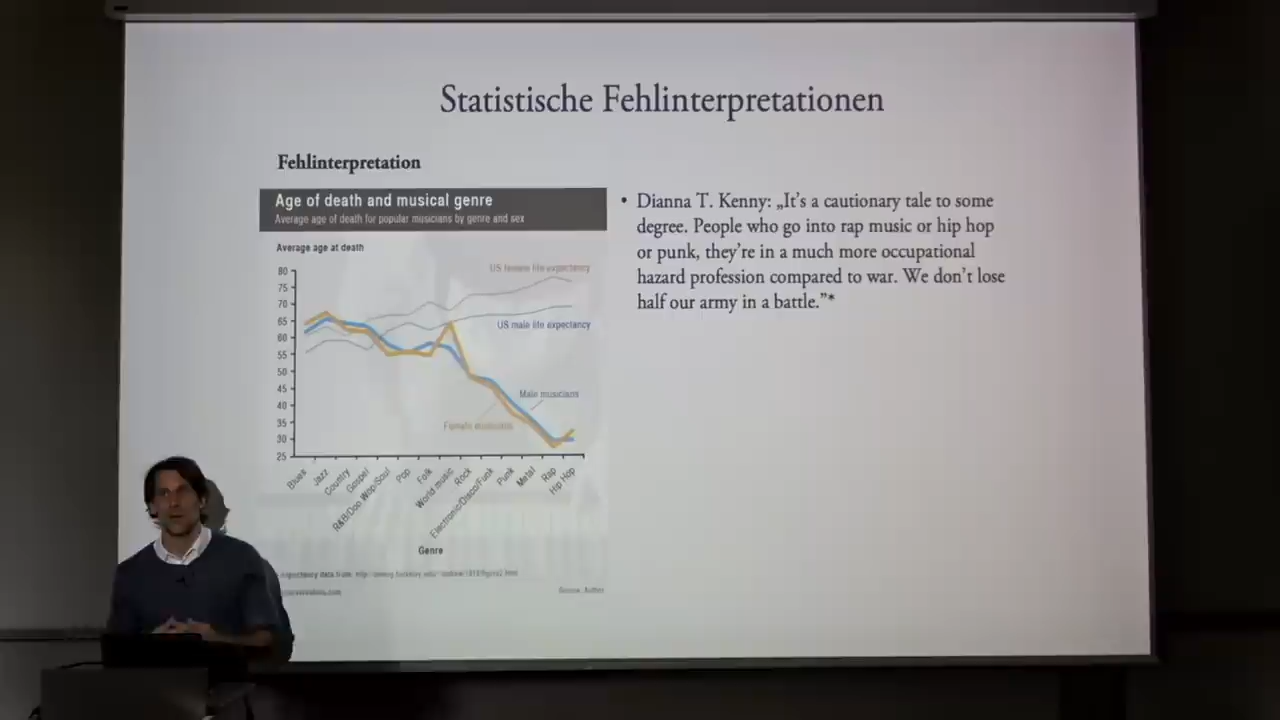 Statistische Fehlinterpretationen
Fehlinterpretation
Age of death and musical genre
Average age of death for popular musicians by genre and sex
Average age at death
80
75
70
65
60
55
50
45
40
35
30
25
US female life expectancy
US male life expectancy
Male musicians
Female musicians
Blues
Jazz
Country
Gospel
R&B/Doo Wop/Soul
Pop
Folk
World music
Rock
Electronic/Disco/Funk
Punk
Metal
Rap
Hip Hop
Genre
expectancy data from:
Source: Author
• Dianna T. Kenny: „It's a cautionary tale to some
degree. People who go into rap music or hip hop
or punk, they're in a much more occupational
hazard profession compared to war. We don't lose
half our army in a battle.”*